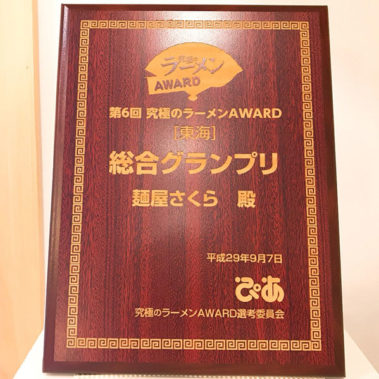 究極の
ラーメン
AWARD
第6回 究極のラーメンAWARD
[東海]
総合グランプリ
麺屋さくら 殿
平成29年9月7日
ぴあ
究極のラーメンAWARD選考委員会